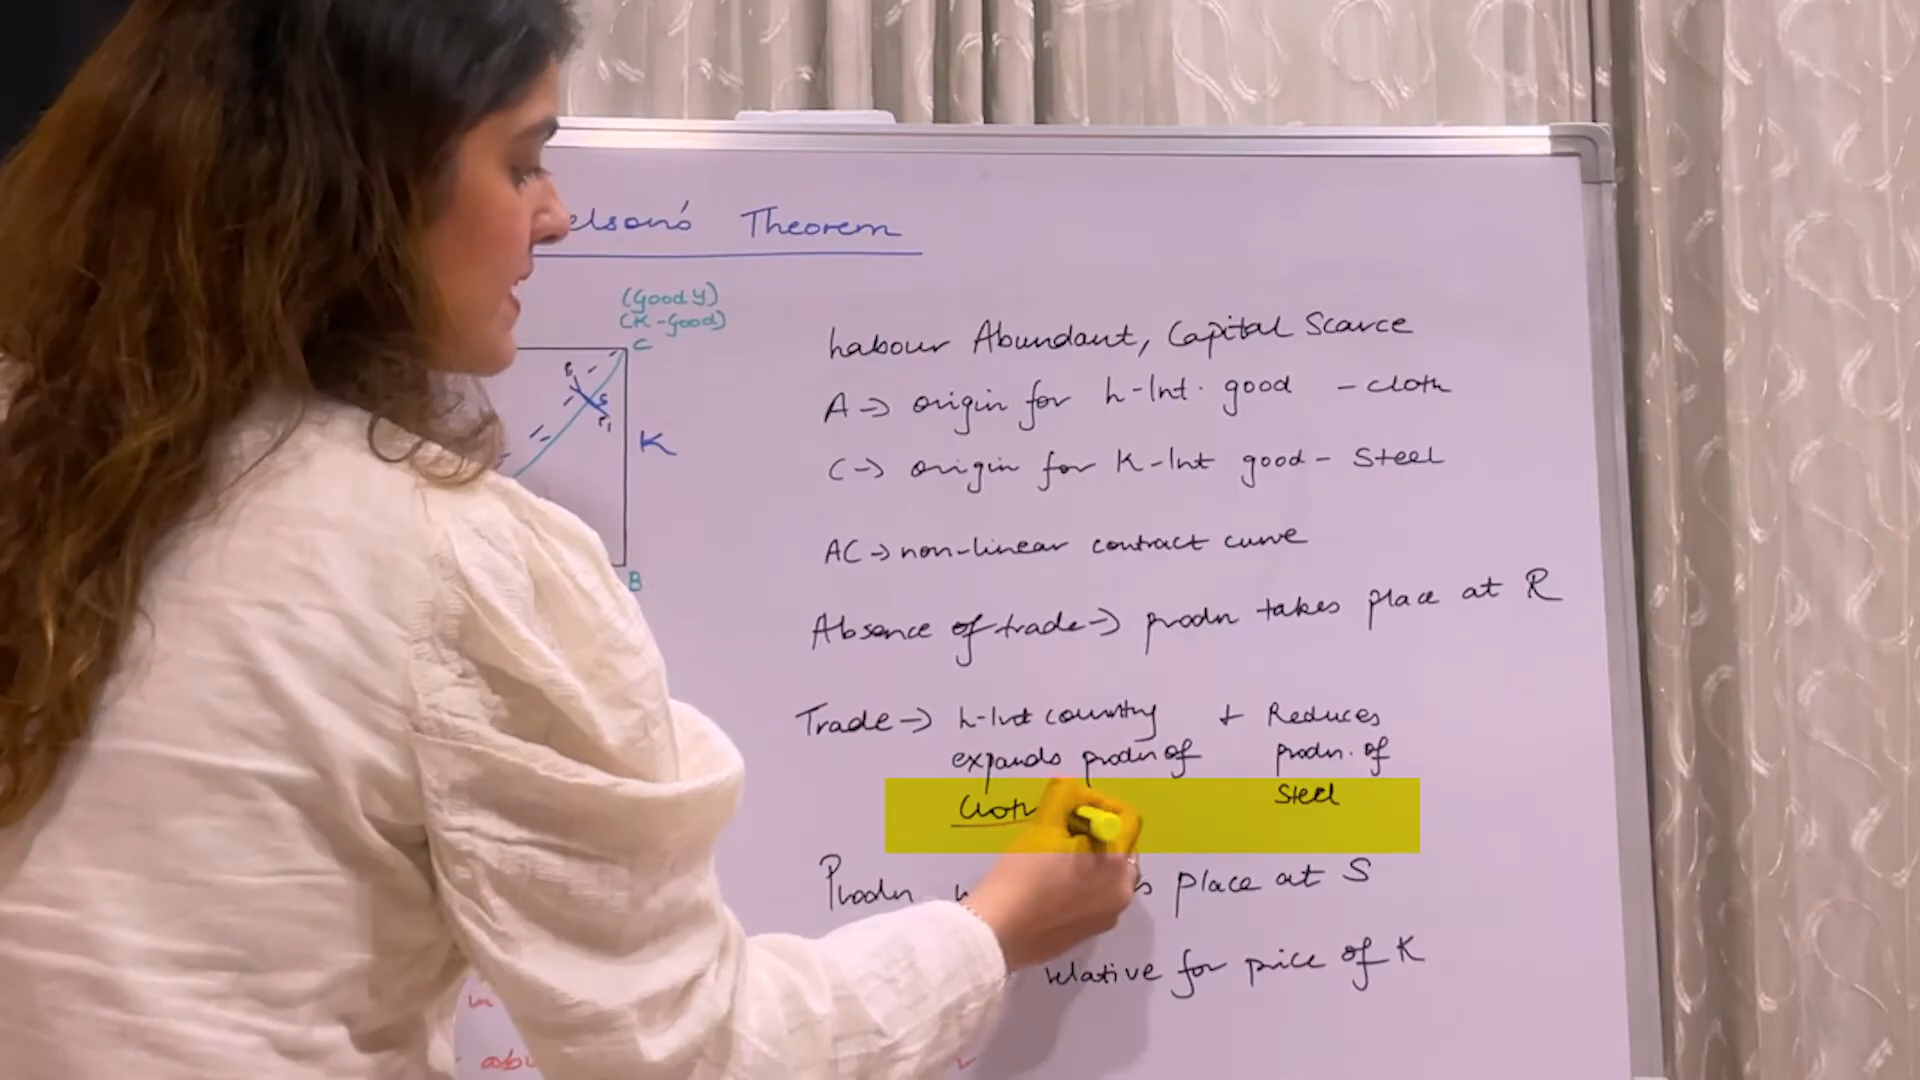 elson's Theorem
(Good Y)
(K-Good)
C
S
K
B
Labour Abundant, Capital Scarce
A → origin for L-Int. good - cloth
C → origin for K-Int good - Steel
AC → non-linear contract curve
Absence of trade → prodn takes place at R
Trade → L-Int country + Reduces
expands prodn of prodn. of
Cloth Steel
Prodn place at S
relative for price of K
in
abu